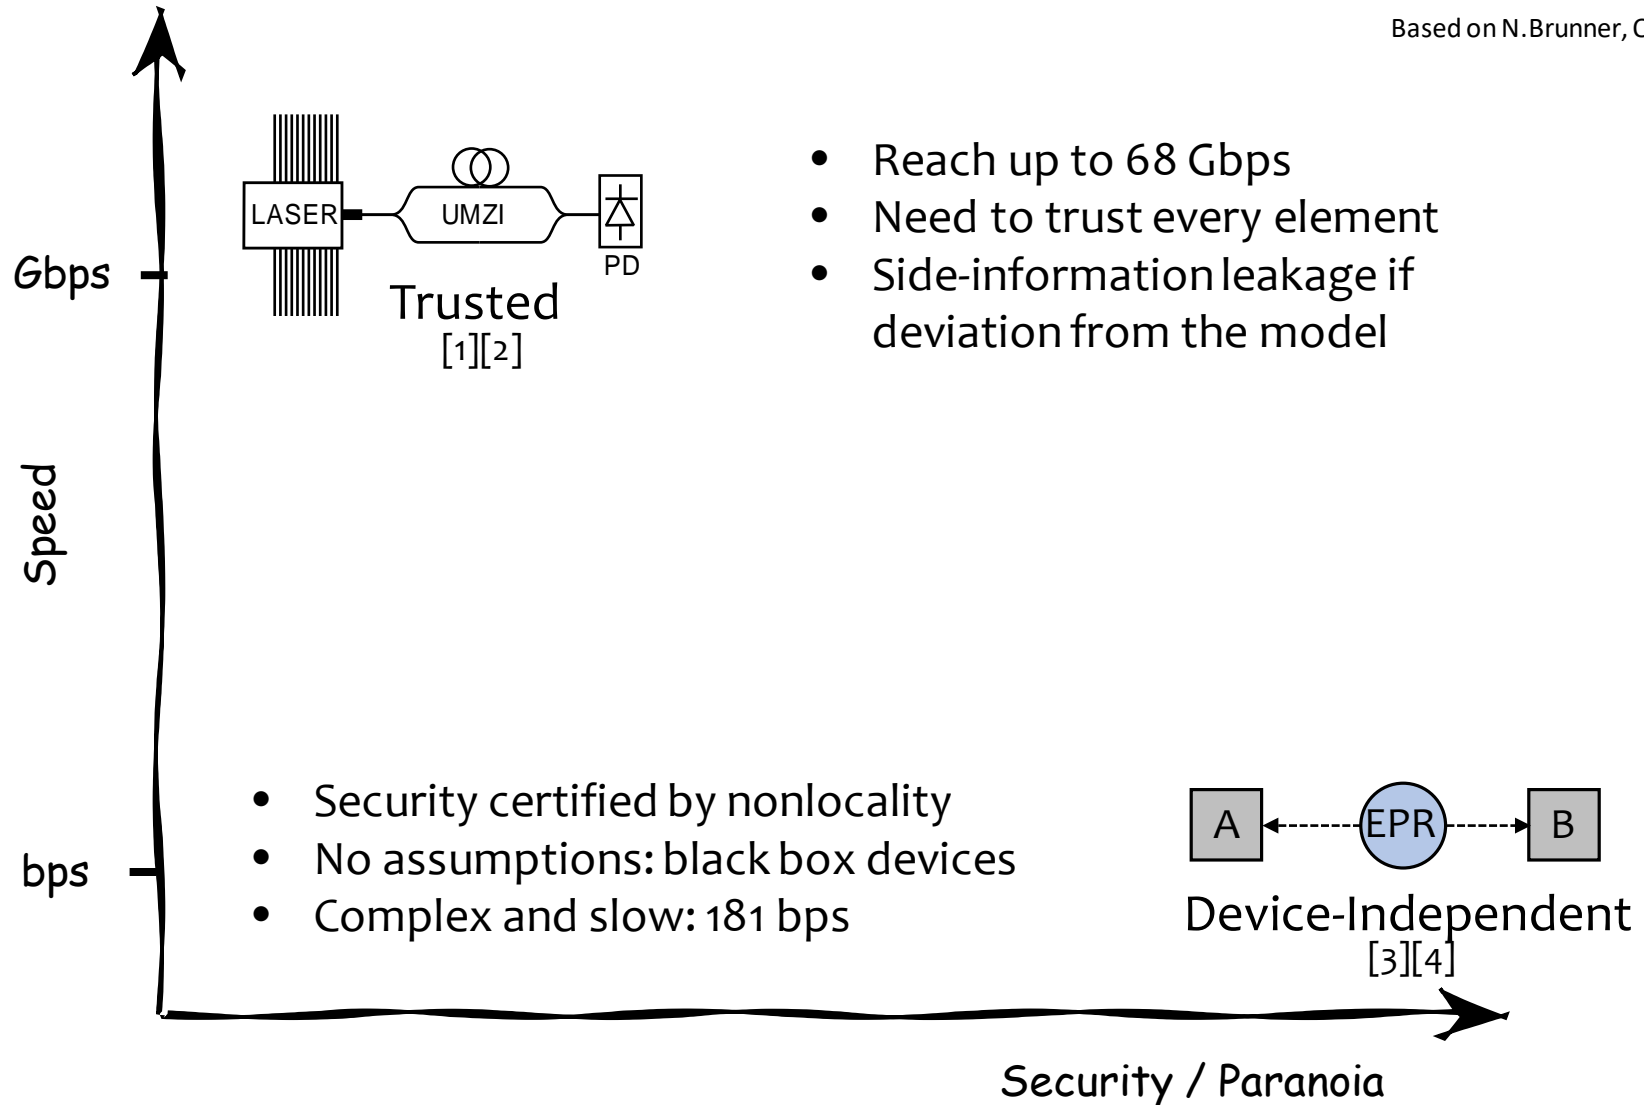 Based on N.Brunner,
LASER
UMZI
PD
Trusted
[1][2]
• Reach up to 68 Gbps
• Need to trust every element
• Side-information leakage if
deviation from the model
Gbps
Speed
bps
• Security certified by nonlocality
• No assumptions: black box devices
• Complex and slow: 181 bps
A
EPR
B
Device-Independent
[3][4]
Security / Paranoia